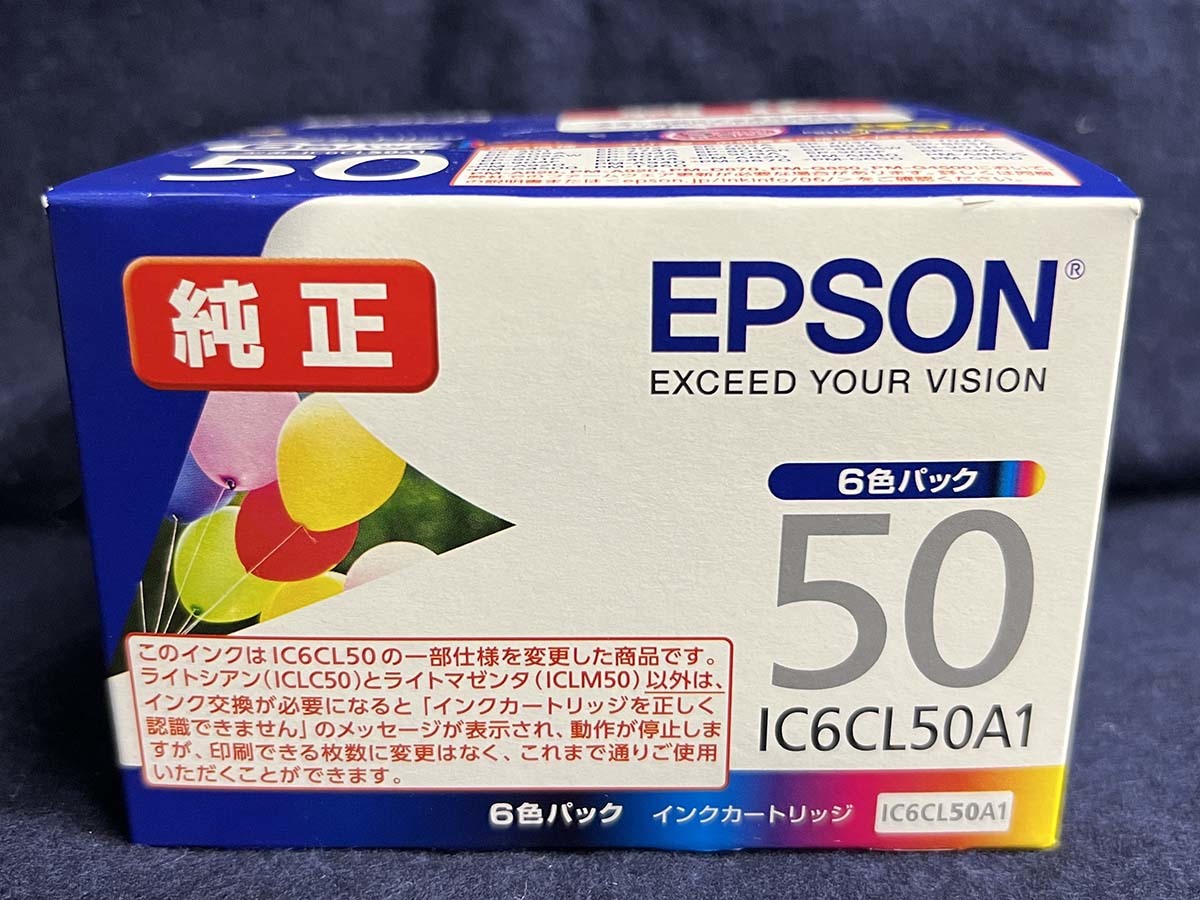 50
純正
EPSON®
EXCEED YOUR VISION
6色パック
50
IC6CL50A1
このインクはIC6CL50の一部仕様を変更した商品です。
ライトシアン(ICLC50)とライトマゼンタ(ICLM50)以外は、
インク交換が必要になると「インクカートリッジを正しく
認識できません」のメッセージが表示され、動作が停止しま
すが、印刷できる枚数に変更はなく、これまで通りご使用
いただくことができます。
6色パック インクカートリッジ IC6CL50A1